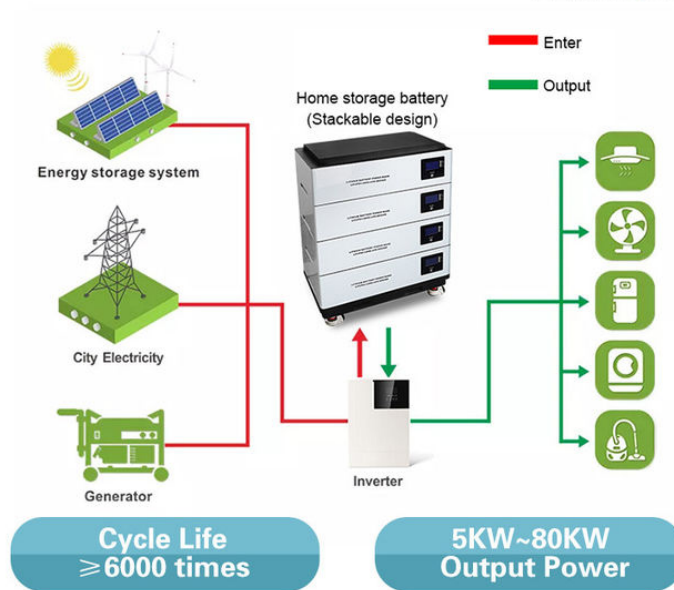 Enter
Output
Home storage battery
(Stackable design)
Energy storage system
City Electricity
Generator
Inverter
Cycle Life
≥6000 times
5KW~80KW
Output Power